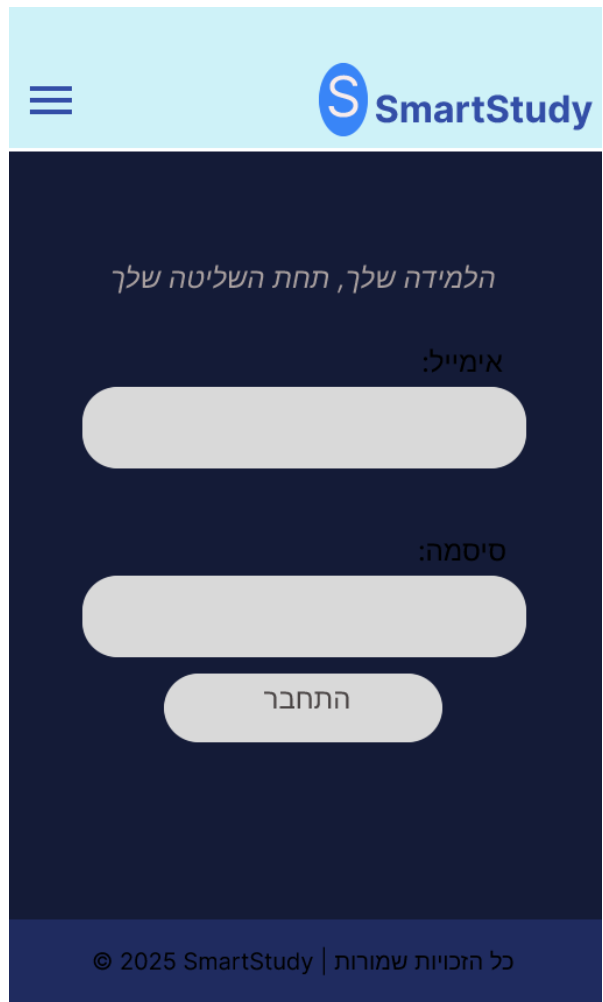 S SmartStudy
הלמידה שלך, תחת השליטה שלך
אימייל:
סיסמה:
התחבר
כל הזכויות שמורות | SmartStudy 2025 ©